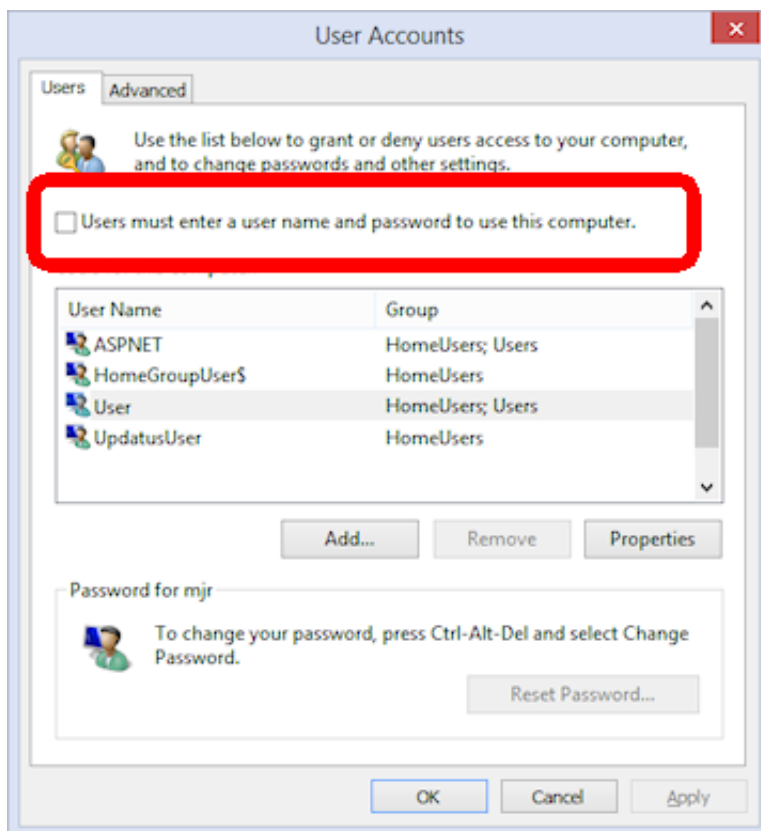 User Accounts
Users
Advanced
Use the list below to grant or deny users access to your computer,
and to change passwords and other settings.
Users must enter a user name and password to use this computer.
User Name Group
ASPNET HomeUsers; Users
HomeGroupUser$ HomeUsers
User HomeUsers; Users
UpdatusUser HomeUsers
Add... Remove Properties
Password for mjr
To change your password, press Ctrl-Alt-Del and select Change
Password.
Reset Password...
OK Cancel Apply